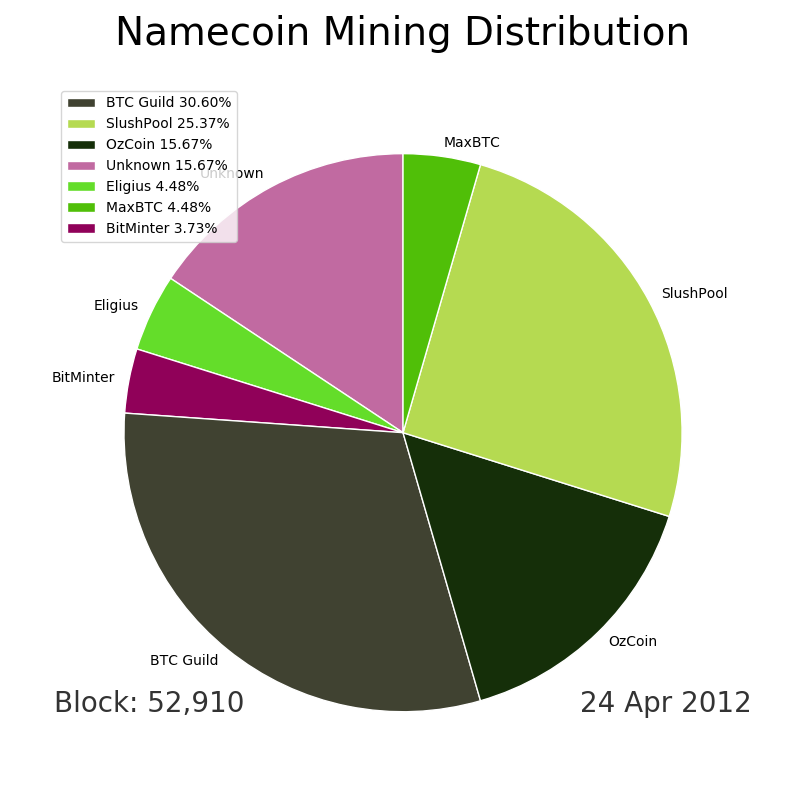 Namecoin Mining Distribution
BTC Guild 30.60%
SlushPool 25.37%
OzCoin 15.67%
Unknown 15.67%
Eligius 4.48%
MaxBTC 4.48%
BitMinter 3.73%
MaxBTC
Unknown
SlushPool
Eligius
BitMinter
OzCoin
BTC Guild
Block: 52,910
24 Apr 2012